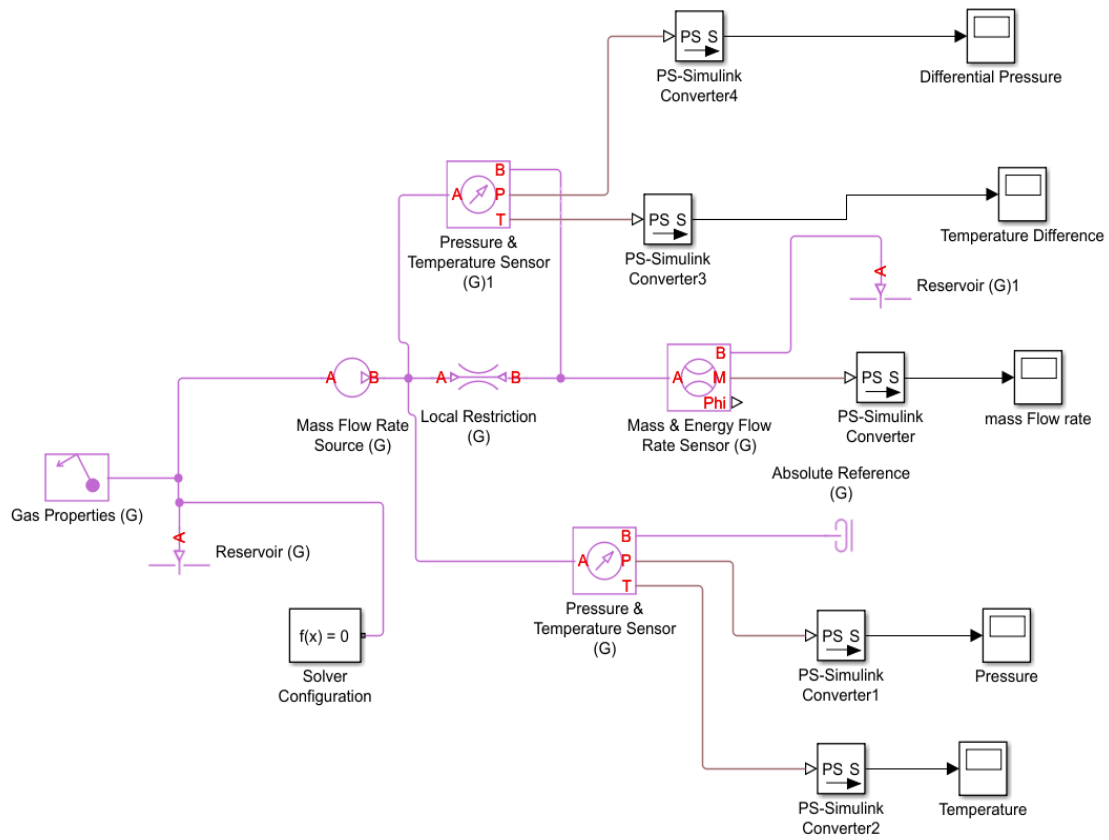 PS S
PS-Simulink
Converter4
Differential Pressure
A
B
P
T
Pressure &
Temperature Sensor
(G)1
PS S
PS-Simulink
Converter3
Temperature Difference
A
Reservoir (G)1
A
B
Mass Flow Rate
Source (G)
A
B
Local Restriction
(G)
A
B
M
Phi
Mass & Energy Flow
Rate Sensor (G)
PS S
PS-Simulink
Converter
mass Flow rate
Absolute Reference
(G)
Gas Properties (G)
A
Reservoir (G)
f(x) = 0
Solver
Configuration
A
B
P
T
Pressure &
Temperature Sensor
(G)
PS S
PS-Simulink
Converter1
Pressure
PS S
PS-Simulink
Converter2
Temperature